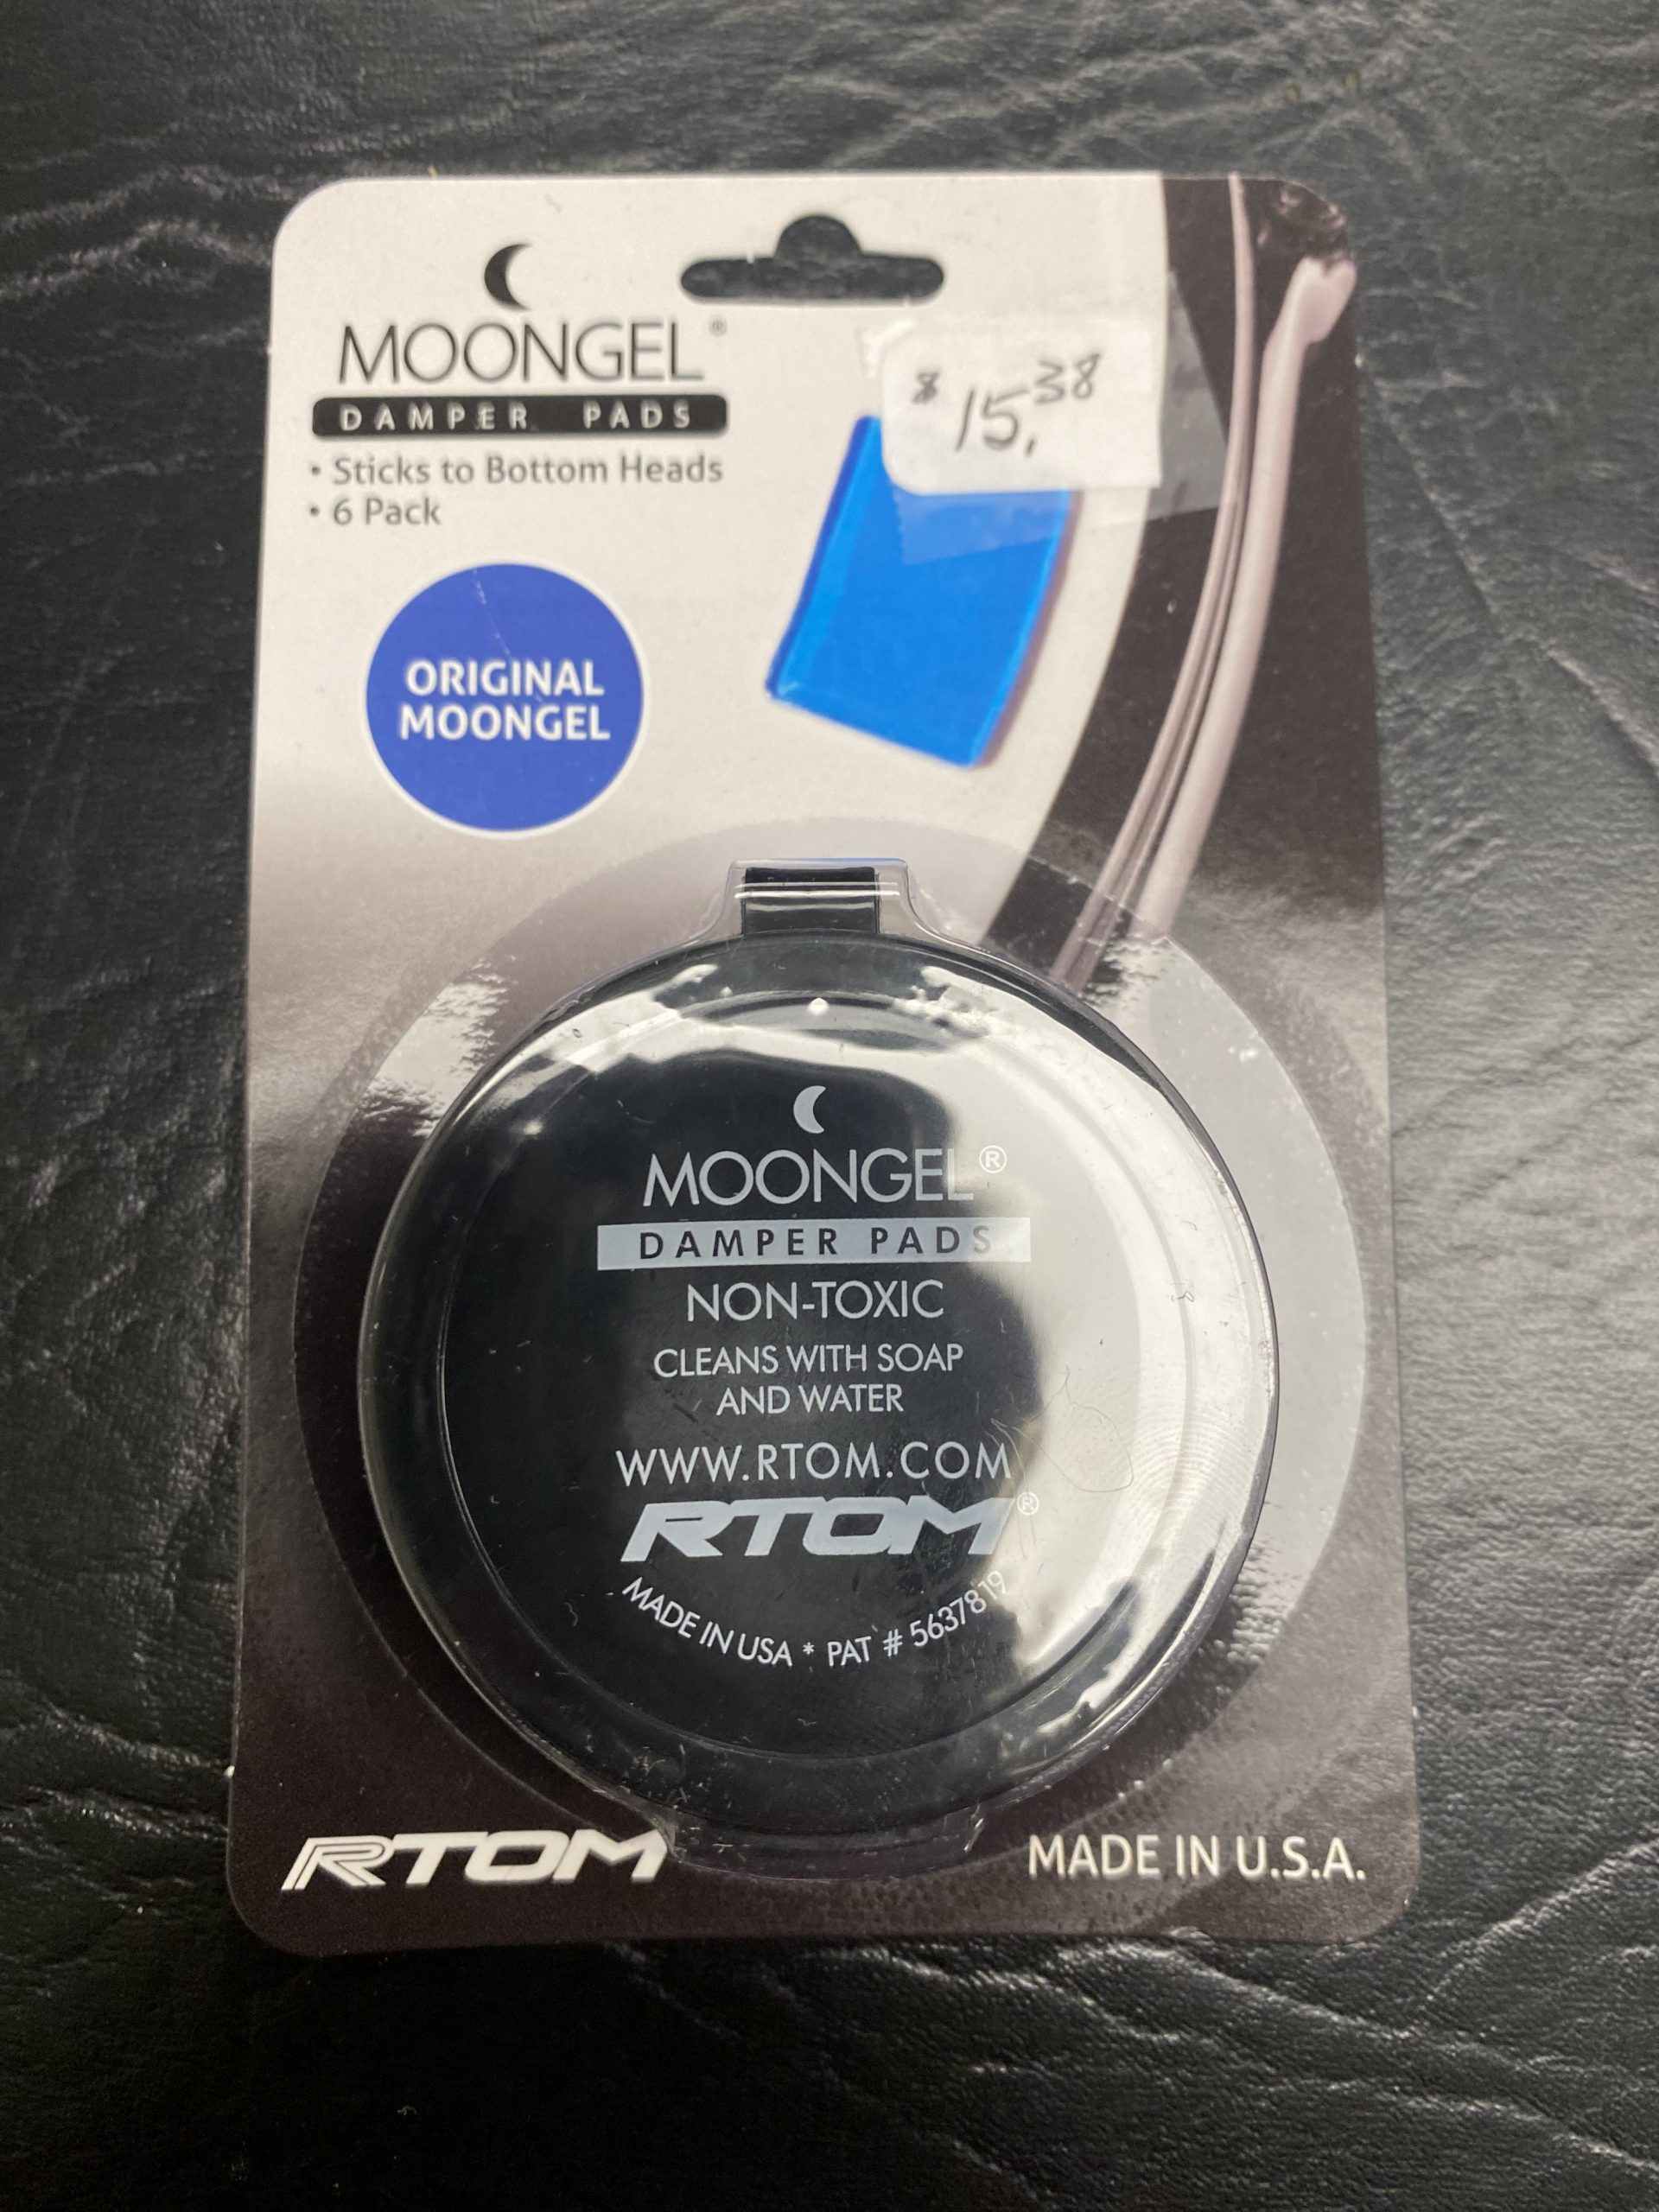 MOONGEL®
DAMPER PADS
• Sticks to Bottom Heads
• 6 Pack
$15.38
ORIGINAL
MOONGEL
MOONGEL®
DAMPER PADS
NON-TOXIC
CLEANS WITH SOAP
AND WATER
WWW.RTOM.COM
RTOM®
MADE IN USA * PAT # 5637819
RTOM
MADE IN U.S.A.